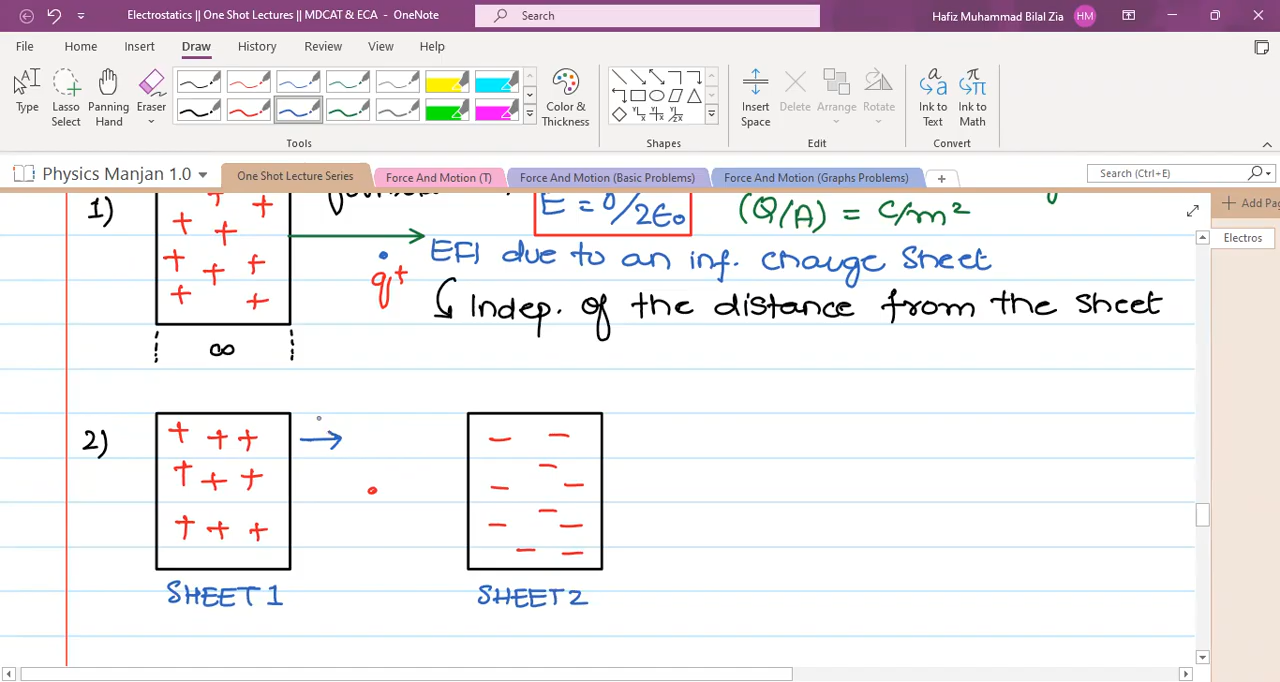 Electrostatics || One Shot Lectures || MDCAT & ECA - OneNote
Search
Hafiz Muhammad Bilal Zia
HM
File Home Insert Draw History Review View Help
Type
Lasso Select
Panning Hand
Eraser
Color & Thickness
Insert Space
Delete
Arrange
Rotate
Ink to Text
Ink to Math
Tools
Shapes
Edit
Convert
Physics Manjan 1.0
One Shot Lecture Series
Force And Motion (T)
Force And Motion (Basic Problems)
Force And Motion (Graphs Problems)
Search (Ctrl+E)
Add Pag
Electros
1)
E = σ/2ε₀
(Q/A) = C/m²
EFI due to an inf. charge Sheet
q+
Indep. of the distance from the sheet
∞
2)
+ + +
+ + +
+ + +
SHEET 1
SHEET 2